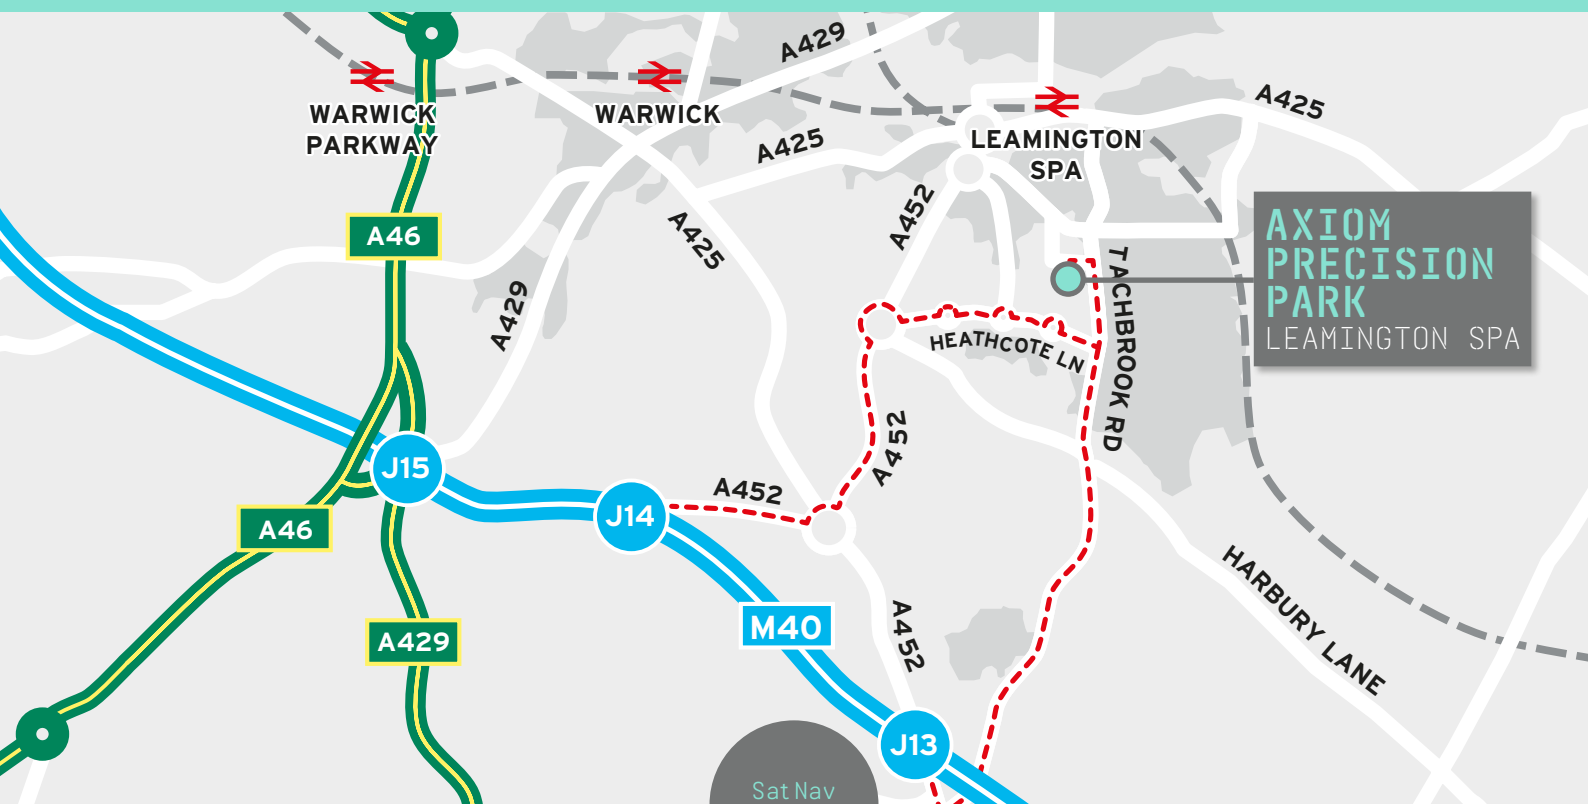 A429
WARWICK
PARKWAY
WARWICK
A425
A425
LEAMINGTON
SPA
A452
A46
A425
AXIOM
PRECISION
PARK
LEAMINGTON SPA
A429
TACHBROOK RD
HEATHCOTE LN
A452
J15
A452
J14
A46
HARBURY LANE
M40
A452
A429
J13
Sat Nav